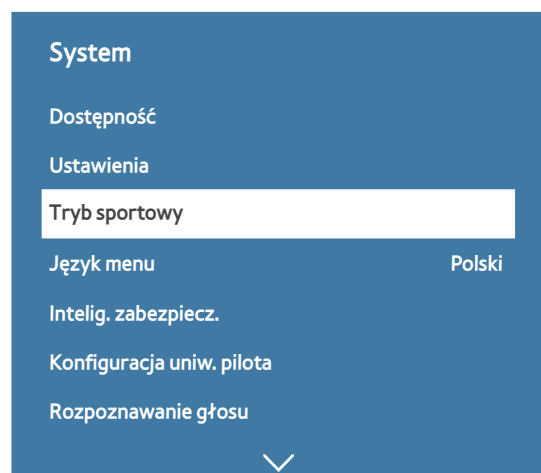 System
Dostępność
Ustawienia
Tryb sportowy
Język menu Polski
Intelig. zabezpiecz.
Konfiguracja uniw. pilota
Rozpoznawanie głosu